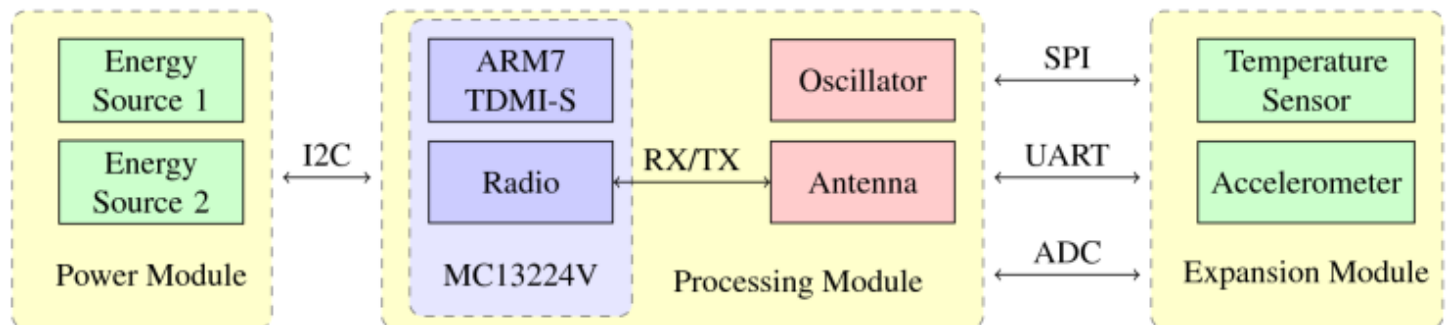 Energy
Source 1
Energy
Source 2
Power Module
I2C
ARM7
TDMI-S
Radio
MC13224V
RX/TX
Oscillator
Antenna
Processing Module
SPI
UART
ADC
Temperature
Sensor
Accelerometer
Expansion Module